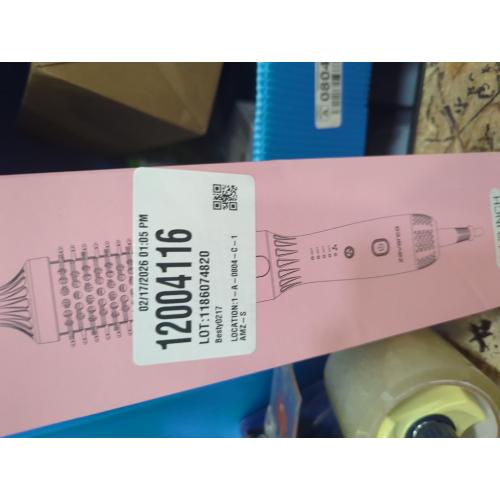 02/17/2026 01:05 PM
12004116
LOT:1186074820
Besty0217
LOCATION:1-A-0804-C-1
AMZ-S